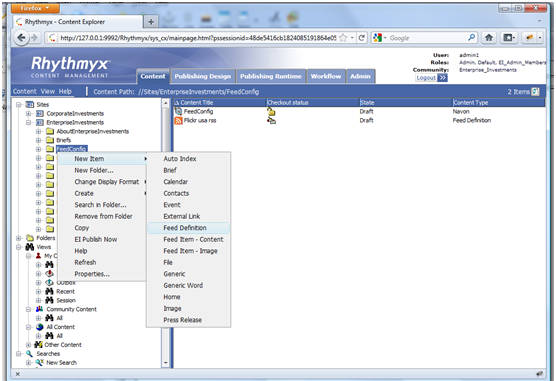 Firefox
Rhythmyx - Content Explorer
http://127.0.0.1:9992/Rhythmyx/sys_cx/mainpage.html?pssessionid=48de5416cb1824085191864e05
Google
Rhythmyx
CONTENT MANAGEMENT
User: admin1
Roles: Admin, Default, EI_Admin_Members
Community: Enterprise_Investments
Logout >>
Content Publishing Design Publishing Runtime Workflow Admin
Content View Help Content Path: //Sites/EnterpriseInvestments/FeedConfig 2 Items
Sites
CorporateInvestments
EnterpriseInvestments
AboutEnterpriseInvestments
Briefs
FeedConfig
Folders
Views
My C
Outbox
Recent
Session
Community Content
All
All Content
All
Other Content
Searches
New Search
Content Title Checkout status State Content Type
FeedConfig Draft Navon
Flickr usa rss Draft Feed Definition
New Item
New Folder...
Change Display Format
Create
Search in Folder...
Remove from Folder
Copy
EI Publish Now
Help
Refresh
Properties...
Auto Index
Brief
Calendar
Contacts
Event
External Link
Feed Definition
Feed Item - Content
Feed Item - Image
File
Generic
Generic Word
Home
Image
Press Release